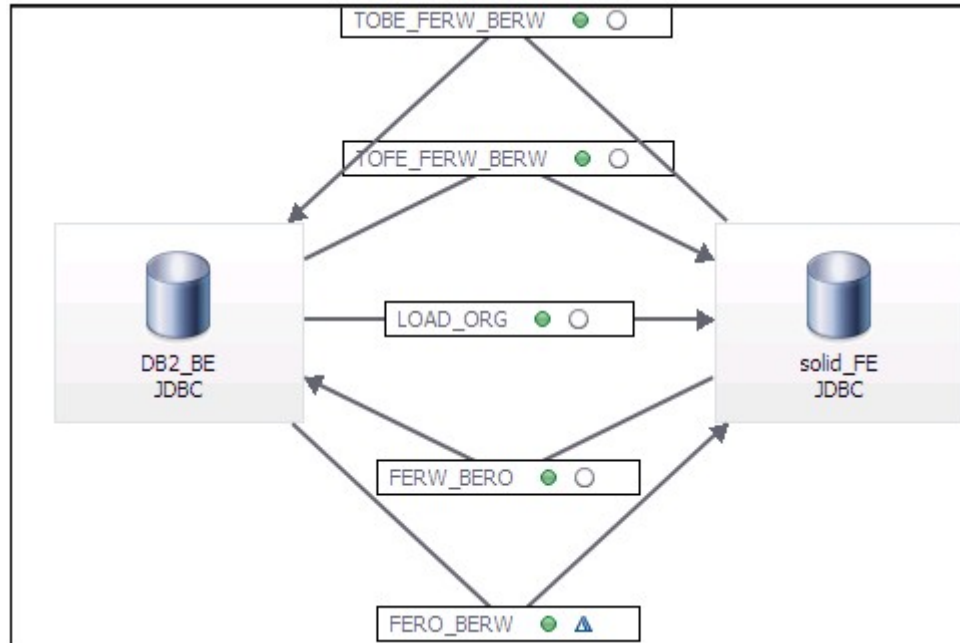 TOBE_FERW_BERW
TOFE_FERW_BERW
LOAD_ORG
DB2_BE
JDBC
solid_FE
JDBC
FERW_BERO
FERO_BERW